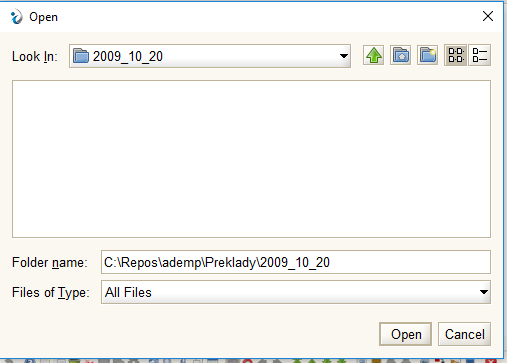 Open
Look In: 2009_10_20
Folder name: C:\Repos\ademp\Preklady\2009_10_20
Files of Type: All Files
Open Cancel